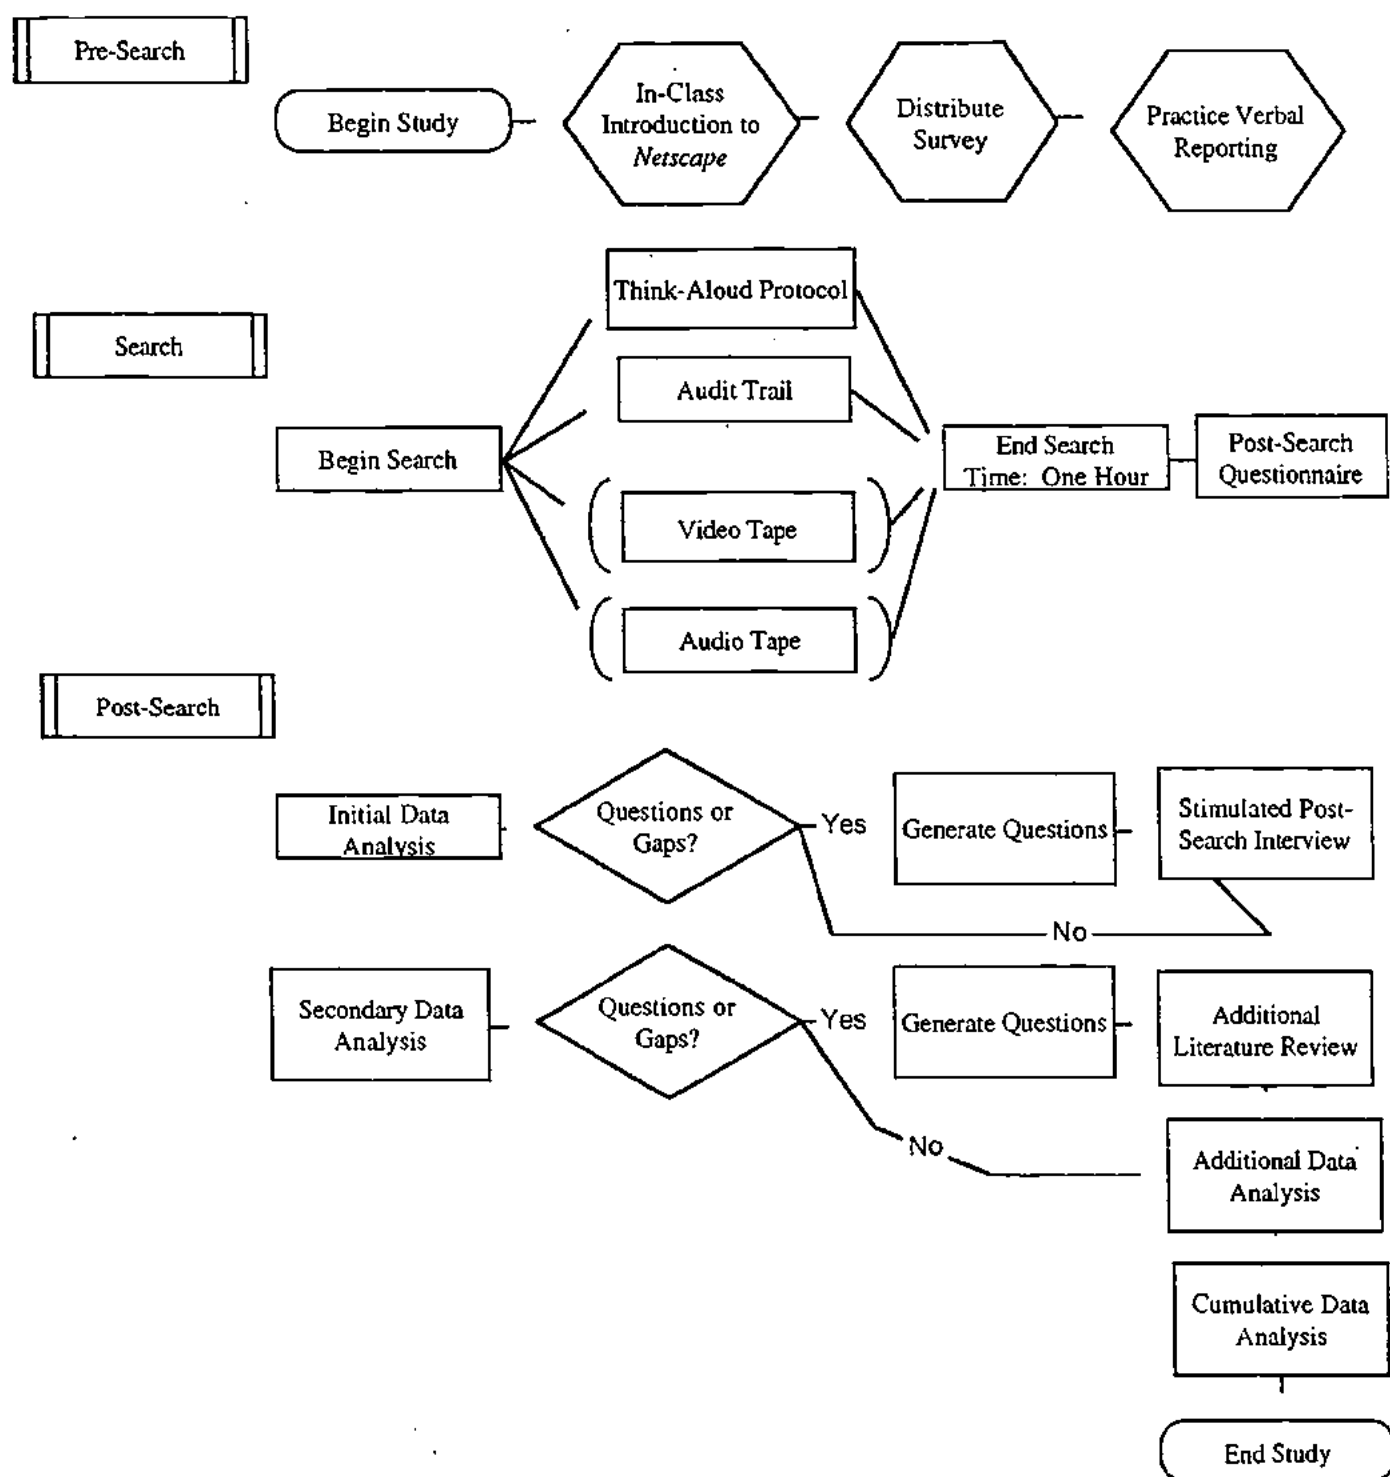 Pre-Search
Begin Study
In-Class
Introduction to
Netscape
Distribute
Survey
Practice Verbal
Reporting
Search
Begin Search
Think-Aloud Protocol
Audit Trail
Video Tape
Audio Tape
End Search
Time: One Hour
Post-Search
Questionnaire
Post-Search
Initial Data
Analysis
Questions or
Gaps?
Yes
Generate Questions
Stimulated Post-
Search Interview
No
Secondary Data
Analysis
Questions or
Gaps?
Yes
Generate Questions
Additional
Literature Review
No
Additional Data
Analysis
Cumulative Data
Analysis
End Study